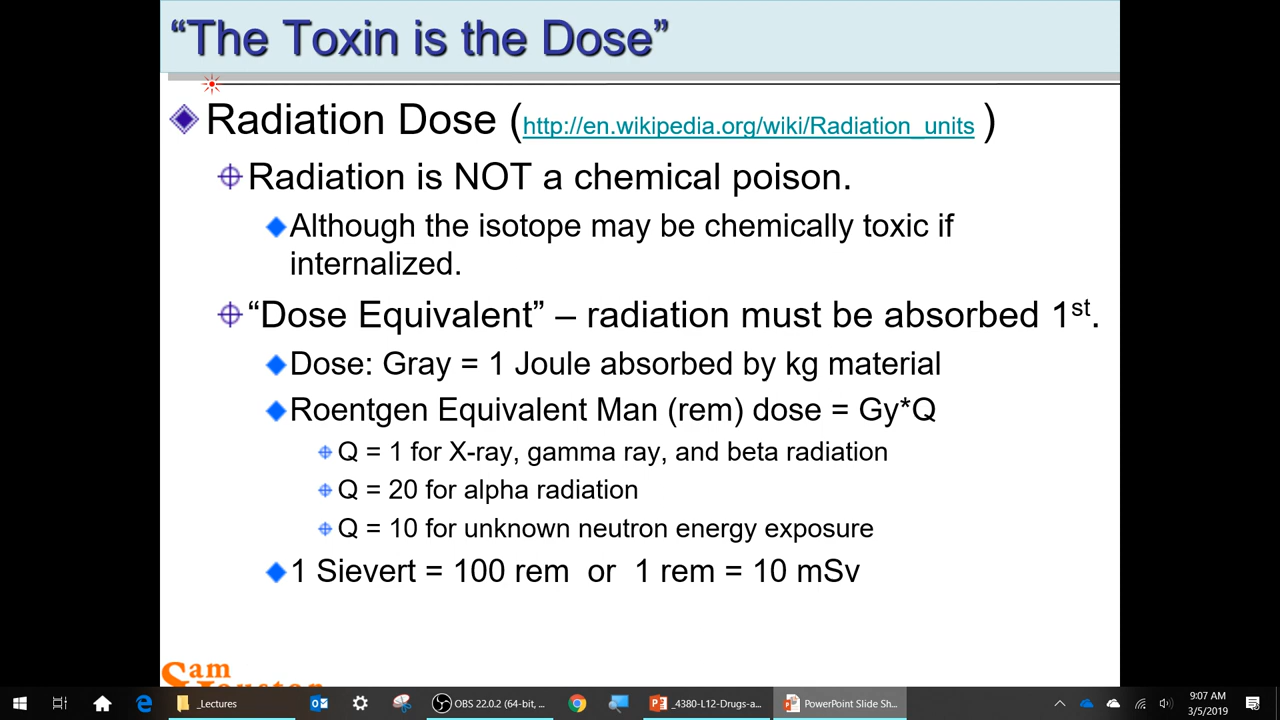 “The Toxin is the Dose”
Radiation Dose (http://en.wikipedia.org/wiki/Radiation_units )
Radiation is NOT a chemical poison.
Although the isotope may be chemically toxic if
internalized.
“Dose Equivalent” – radiation must be absorbed 1st.
Dose: Gray = 1 Joule absorbed by kg material
Roentgen Equivalent Man (rem) dose = Gy*Q
Q = 1 for X-ray, gamma ray, and beta radiation
Q = 20 for alpha radiation
Q = 10 for unknown neutron energy exposure
1 Sievert = 100 rem or 1 rem = 10 mSv
Sam
Houston
_Lectures
OBS 22.0.2 (64-bit, ...
_4380-L12-Drugs-a...
PowerPoint Slide Sh...
9:07 AM
3/5/2019